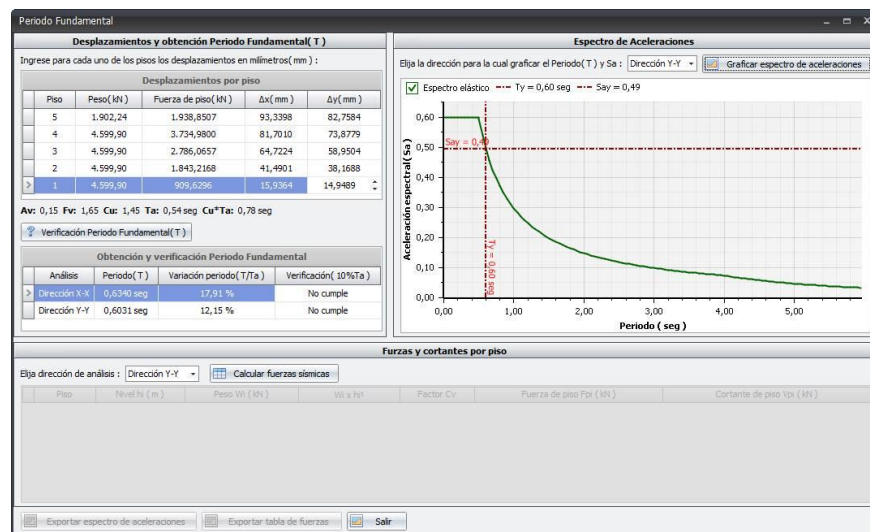 Periodo Fundamental
Desplazamientos y obtención Periodo Fundamental( T )
Ingrese para cada uno de los pisos los desplazamientos en milímetros( mm ) :
Desplazamientos por piso
Piso Peso( kN ) Fuerza de piso( kN ) Δx( mm ) Δy( mm )
5 1.902,24 1.938,8507 93,3398 82,7584
4 4.599,90 3.734,9800 81,7010 73,8779
3 4.599,90 2.786,0657 64,7224 58,9504
2 4.599,90 1.843,2168 41,4901 38,1688
1 4.599,90 909,6296 15,9364 14,9489
Av: 0,15 Fv: 1,65 Cu: 1,45 Ta: 0,54 seg Cu*Ta: 0,78 seg
Verificación Periodo Fundamental( T )
Obtención y verificación Periodo Fundamental
Análisis Periodo( T ) Variación periodo( T/Ta ) Verificación( 10%Ta )
Dirección X-X 0,6340 seg 17,91 % No cumple
Dirección Y-Y 0,6031 seg 12,15 % No cumple
Espectro de Aceleraciones
Elija la dirección para la cual graficar el Periodo( T ) y Sa : Dirección Y-Y Graficar espectro de aceleraciones
Espectro elástico Ty = 0,60 seg Say = 0,49
Aceleración espectral( Sa )
0,60
0,50
0,40
0,30
0,20
0,10
0,00
Say = 0,49
Ty = 0,60 seg
0,00 1,00 2,00 3,00 4,00 5,00
Periodo ( seg )
Furzas y cortantes por piso
Elija dirección de análisis : Dirección Y-Y Calcular fuerzas sísmicas
Piso Nivel hi ( m ) Peso Wi ( kN ) Wi x hi^k Factor Cv Fuerza de piso Fpi ( kN ) Cortante de piso Vpi ( kN )
Exportar espectro de aceleraciones Exportar tabla de fuerzas Salir